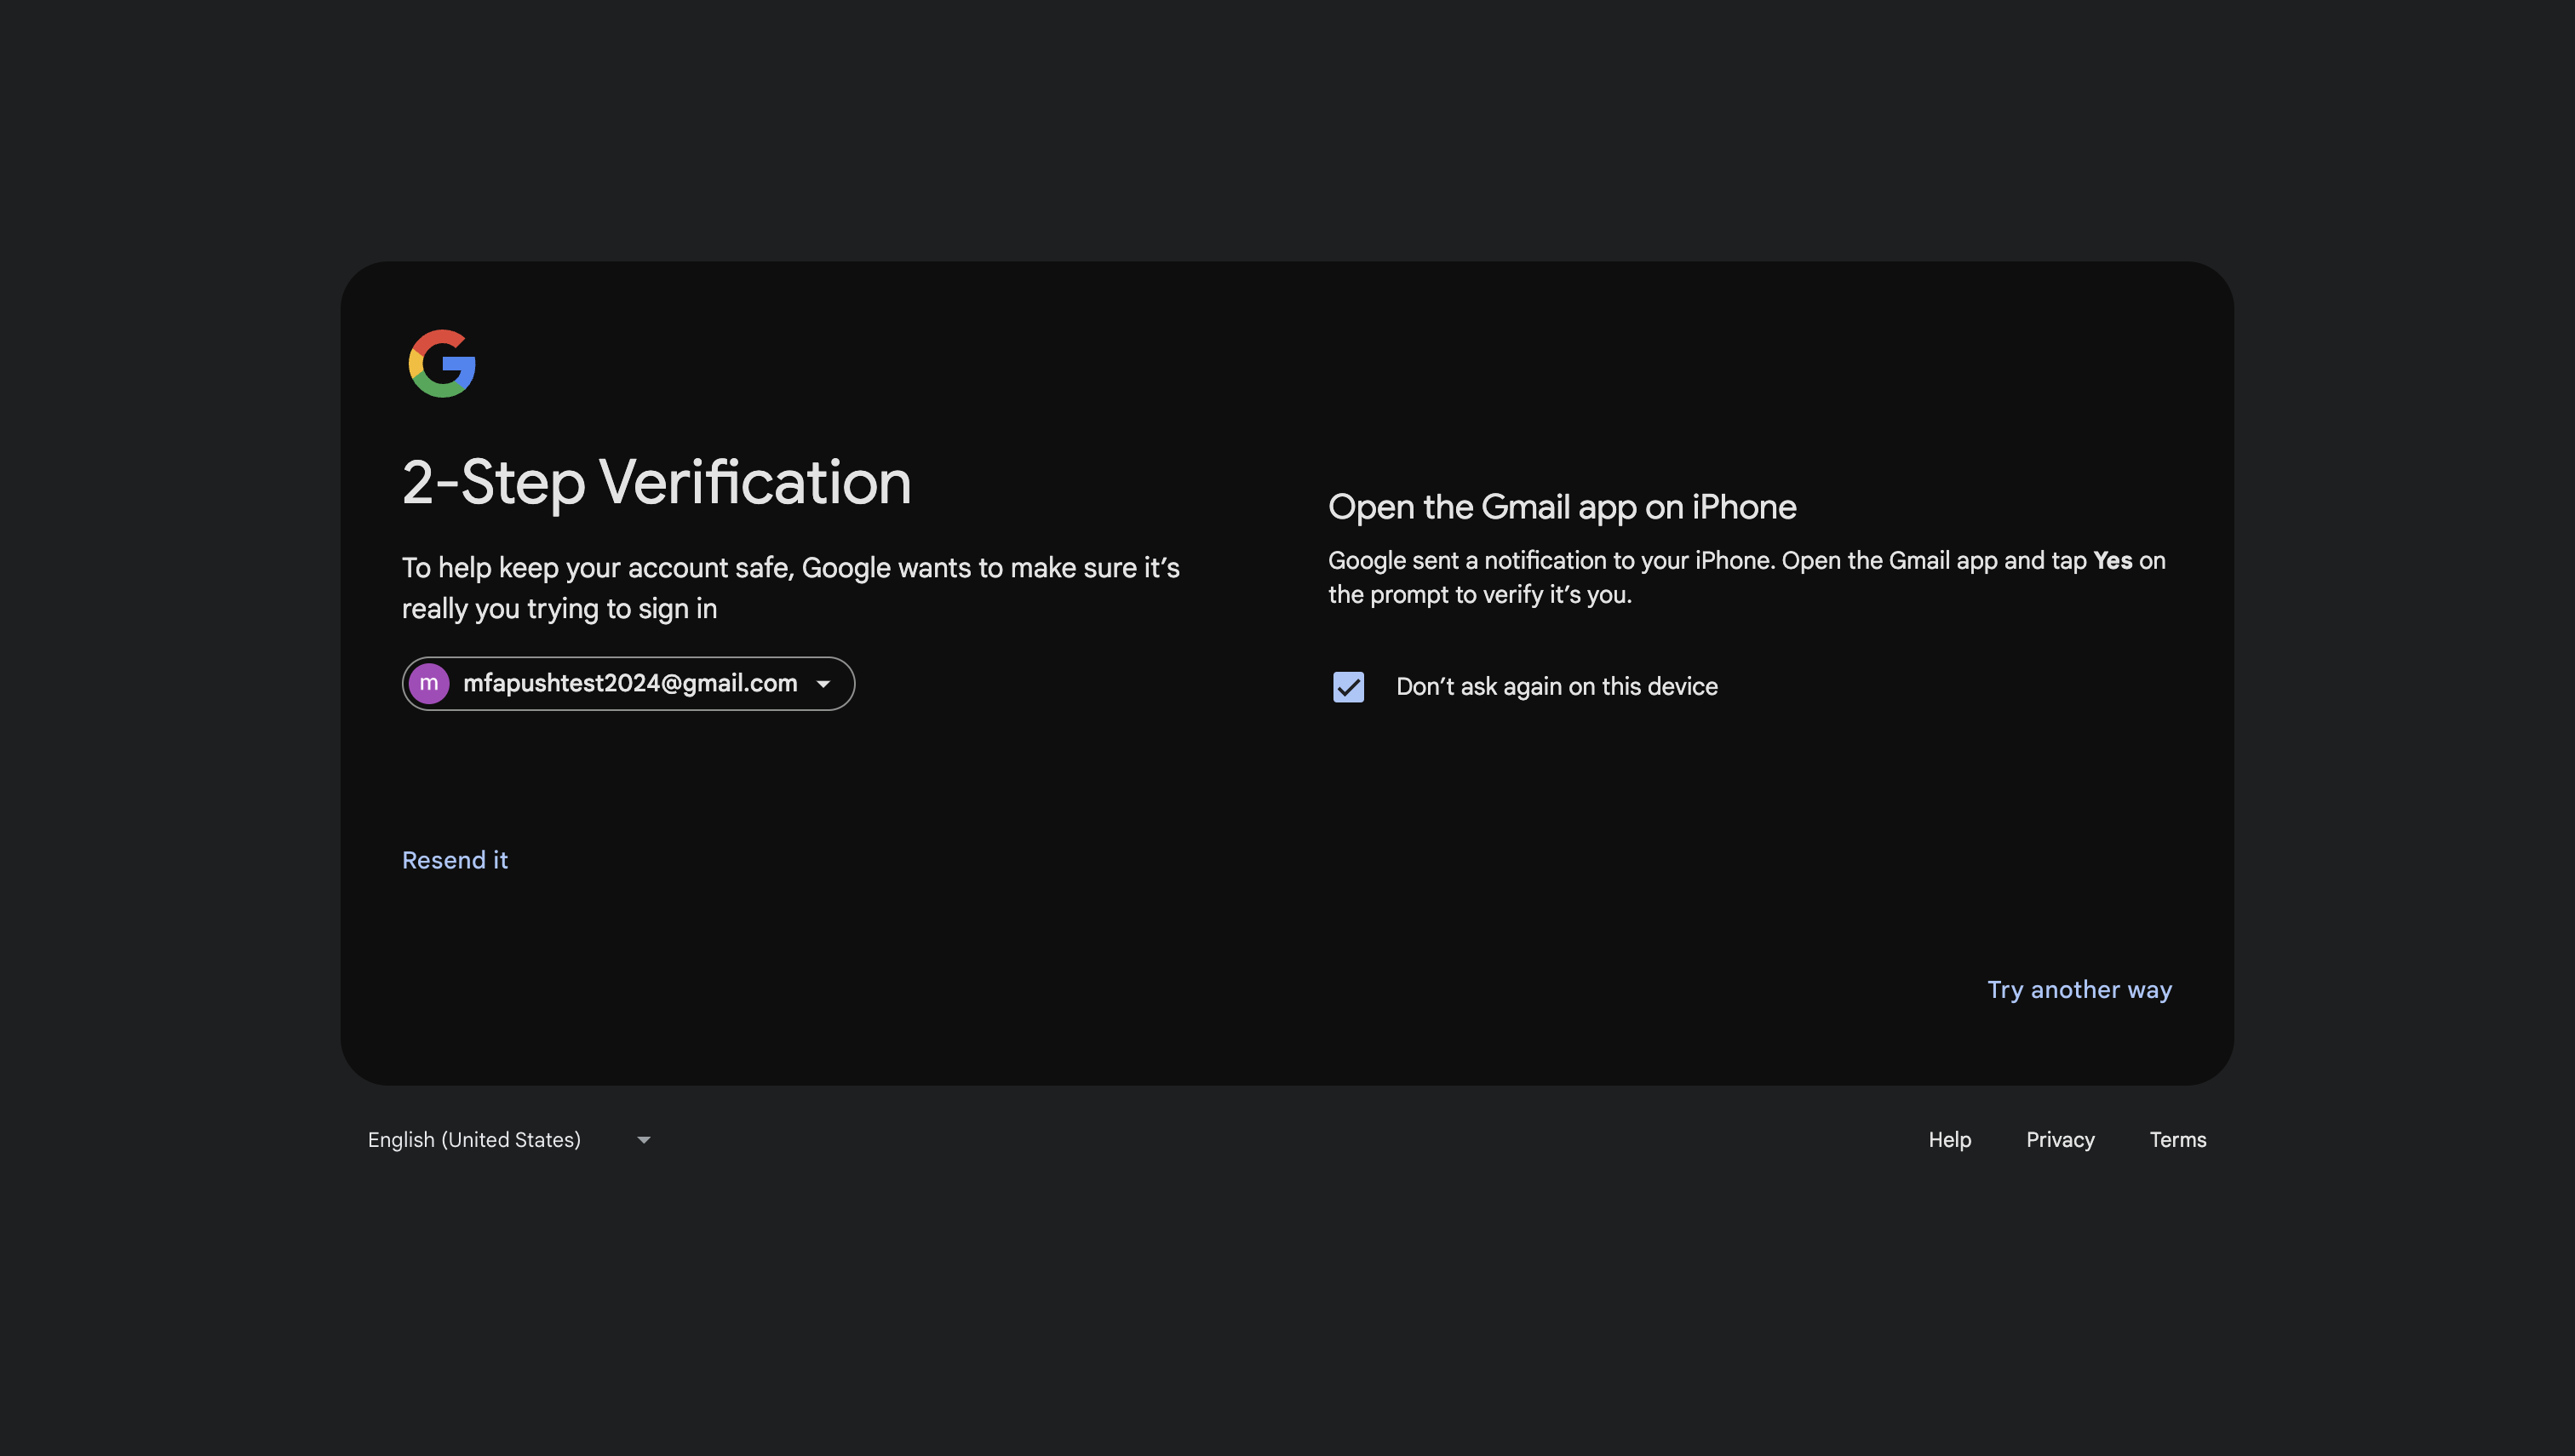 2-Step Verification
To help keep your account safe, Google wants to make sure it’s
really you trying to sign in
m mfapushtest2024@gmail.com
Resend it
Open the Gmail app on iPhone
Google sent a notification to your iPhone. Open the Gmail app and tap Yes on
the prompt to verify it’s you.
Don’t ask again on this device
Try another way
English (United States)
Help Privacy Terms